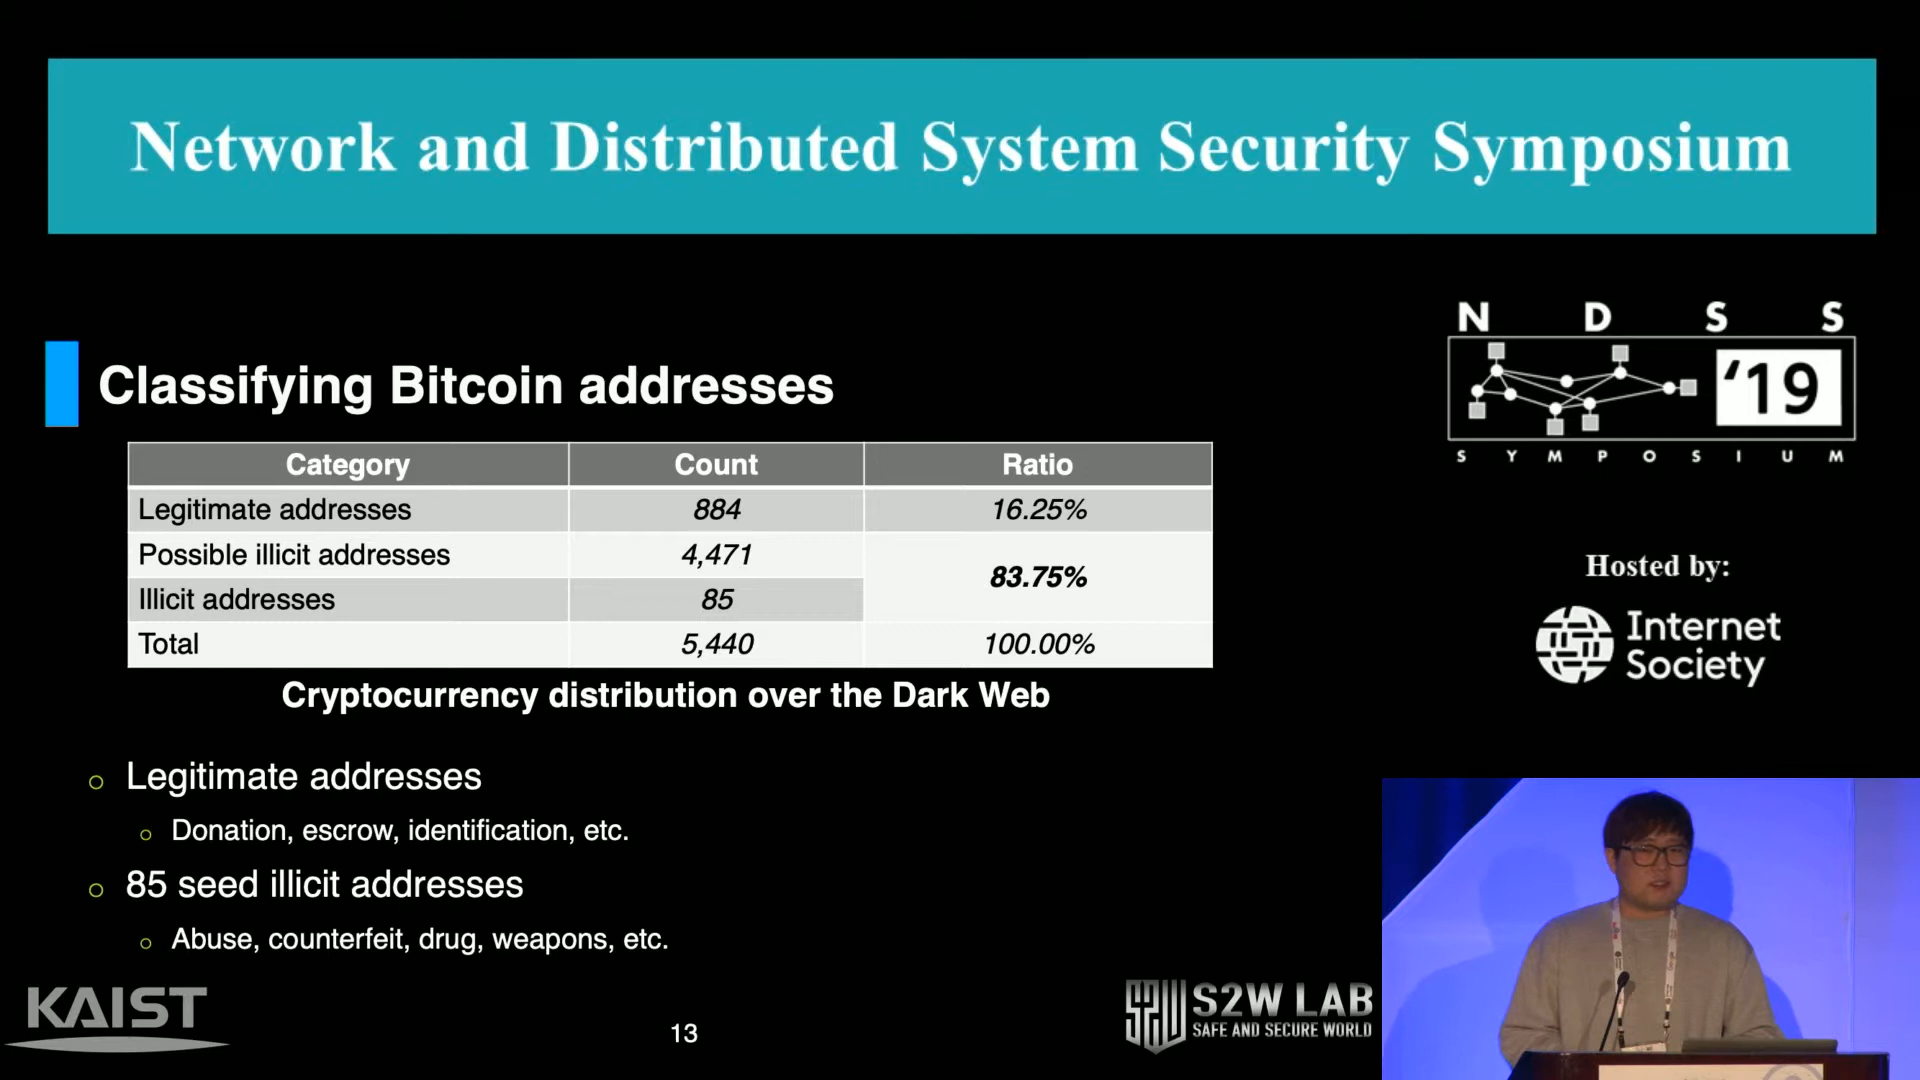 Network and Distributed System Security Symposium
N D S S
'19
S Y M P O S I U M
Classifying Bitcoin addresses
Category Count Ratio
Legitimate addresses 884 16.25%
Possible illicit addresses 4,471 83.75%
Illicit addresses 85
Total 5,440 100.00%
Cryptocurrency distribution over the Dark Web
Hosted by:
Internet
Society
Legitimate addresses
Donation, escrow, identification, etc.
85 seed illicit addresses
Abuse, counterfeit, drug, weapons, etc.
KAIST
13
S2W LAB
SAFE AND SECURE WORLD